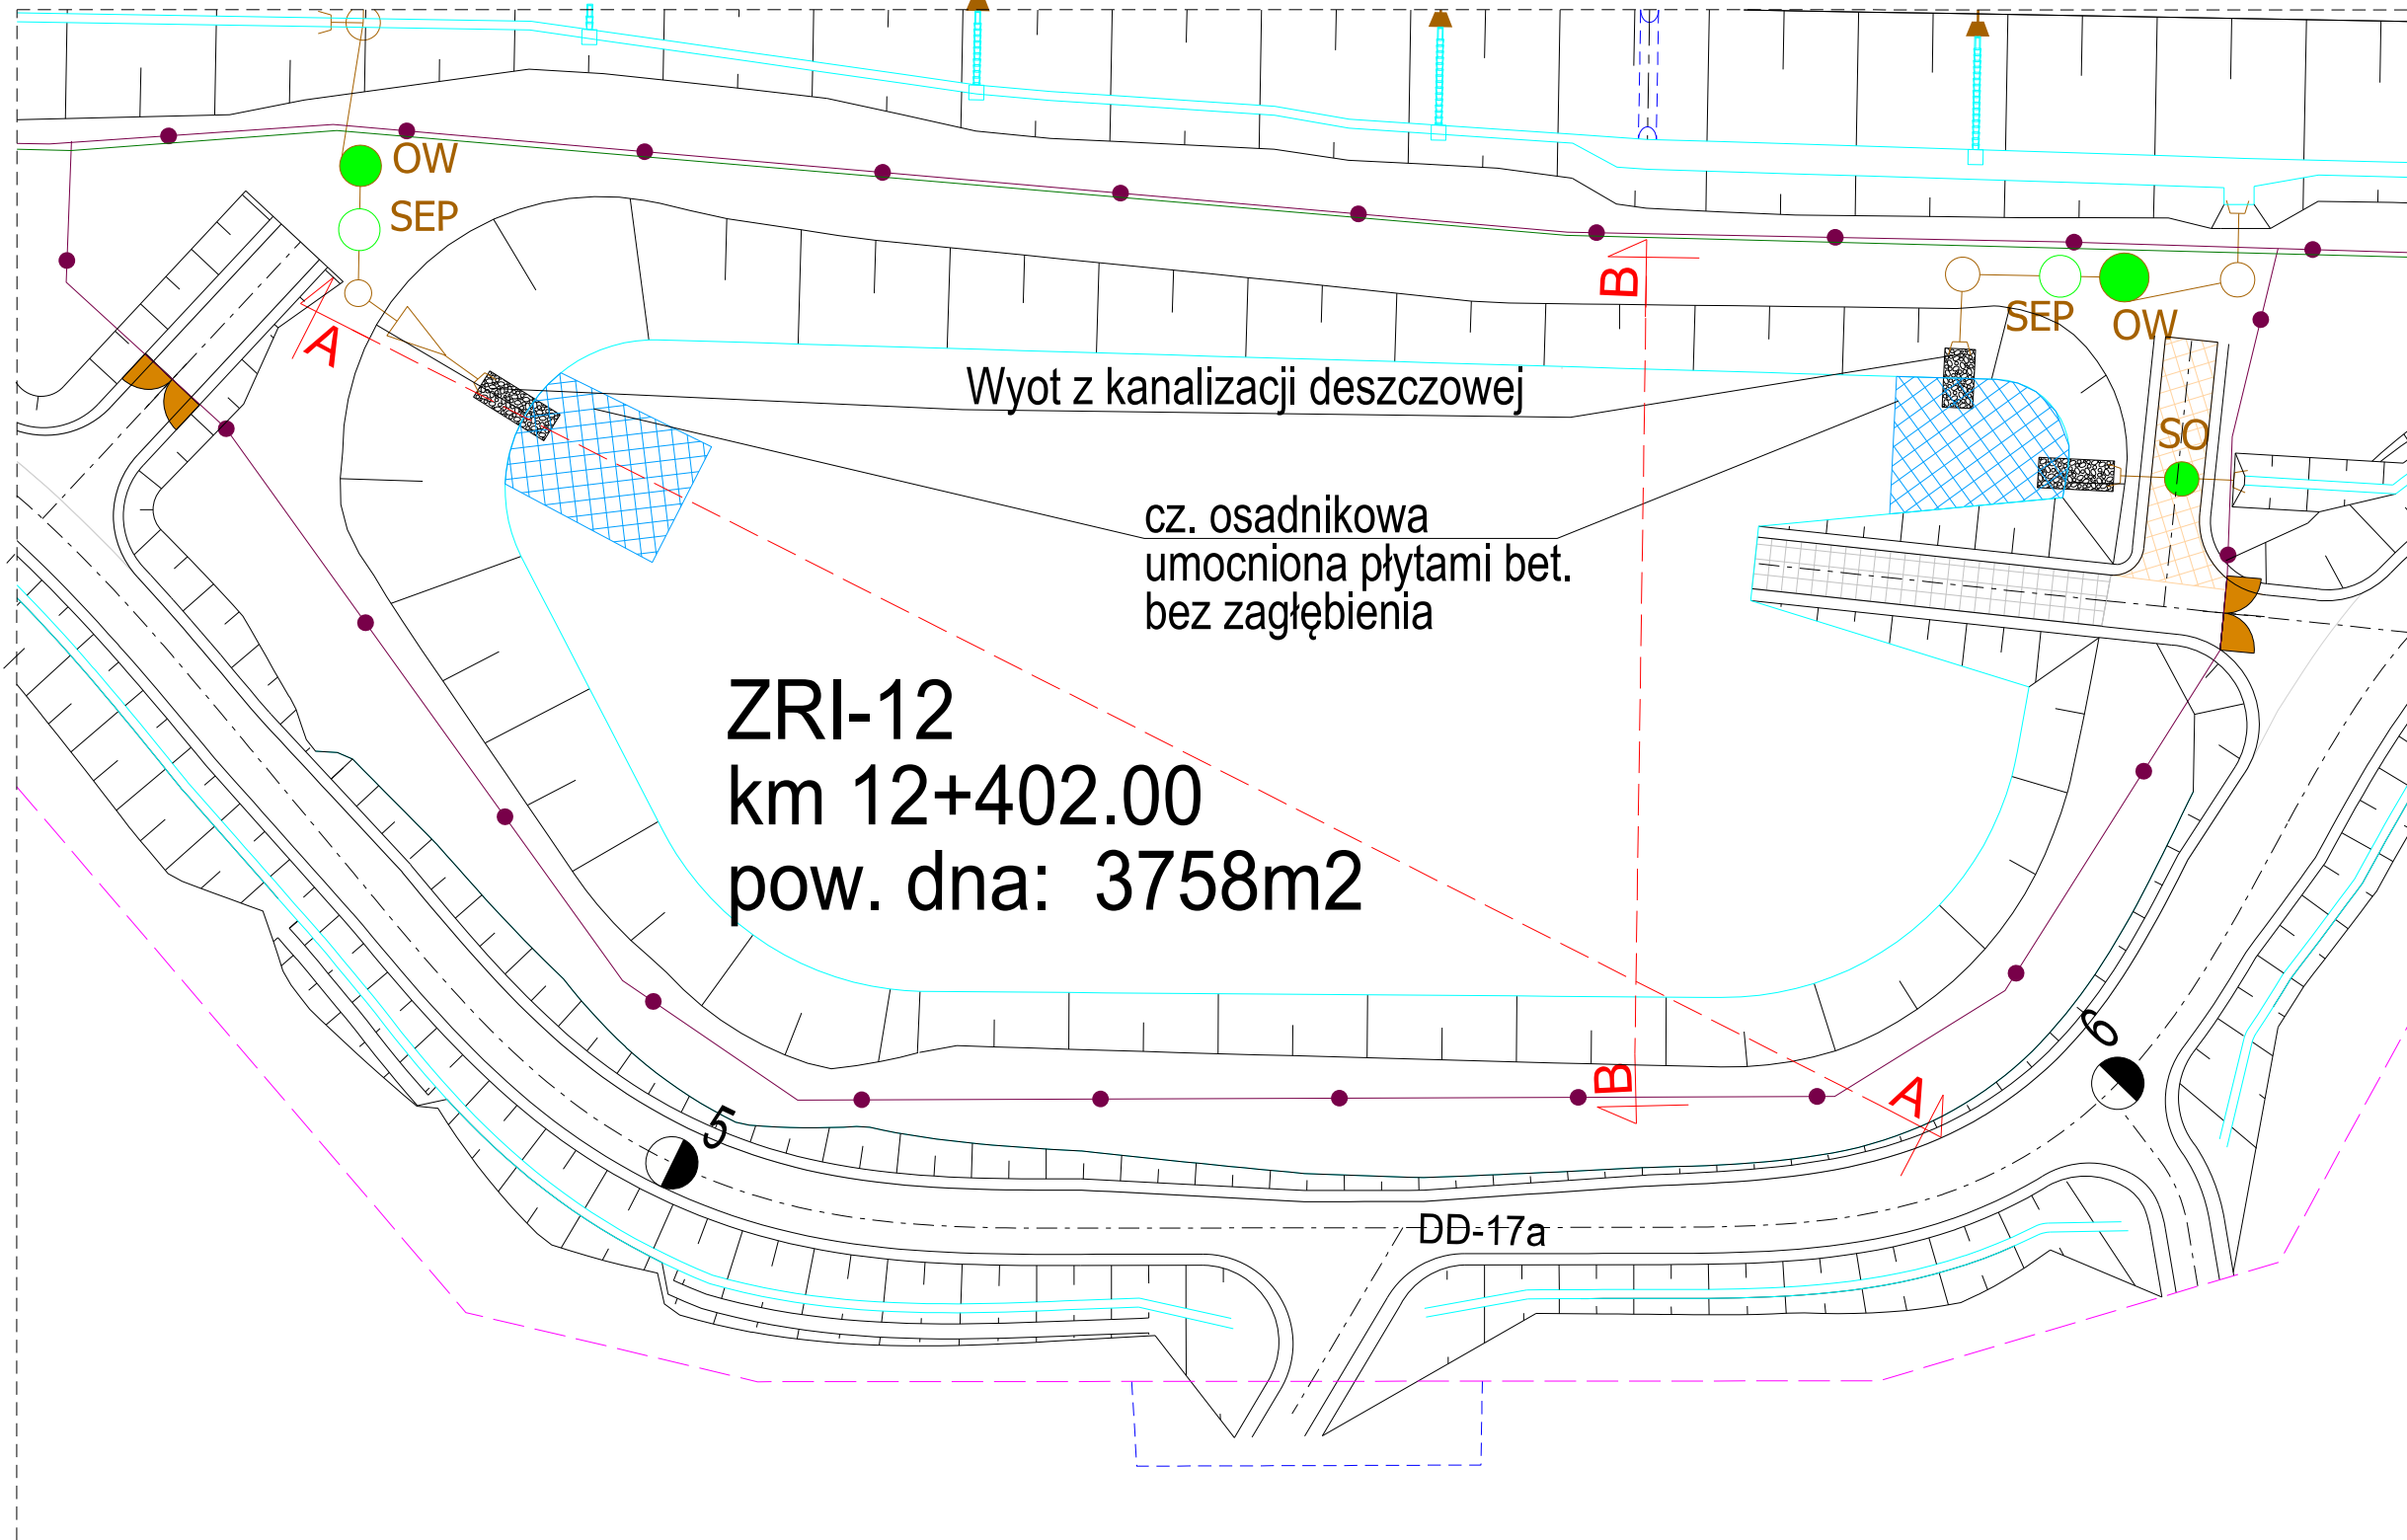 OW
SEP
A
B
SEP
OW
Wyot z kanalizacji deszczowej
SO
cz. osadnikowa
umocniona płytami bet.
bez zagłębienia
ZRI-12
km 12+402.00
pow. dna: 3758m2
B
A
6
5
DD-17a